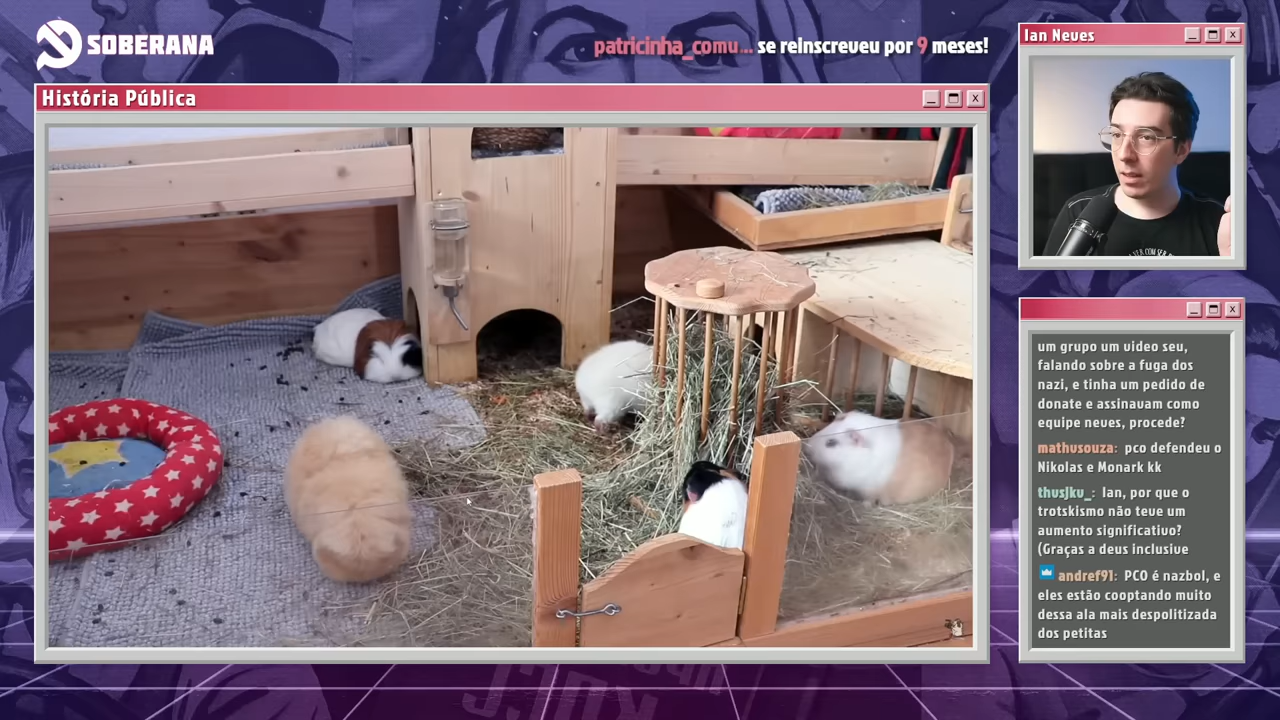 SOBERANA
patricinha_comu... se reInscreveu por 9 meses!
Ian Neves
História Pública
um grupo um video seu,
falando sobre a fuga dos
nazi, e tinha um pedido de
donate e assinavam como
equipe neves, procede?
mathvsouza: pco defendeu o
Nikolas e Monark kk
thvsjkv_: Ian, por que o
trotskismo não teve um
aumento significativo?
(Graças a deus inclusive
andref91: PCO é nazbol, e
eles estão cooptando muito
dessa ala mais despolitizada
dos petitas